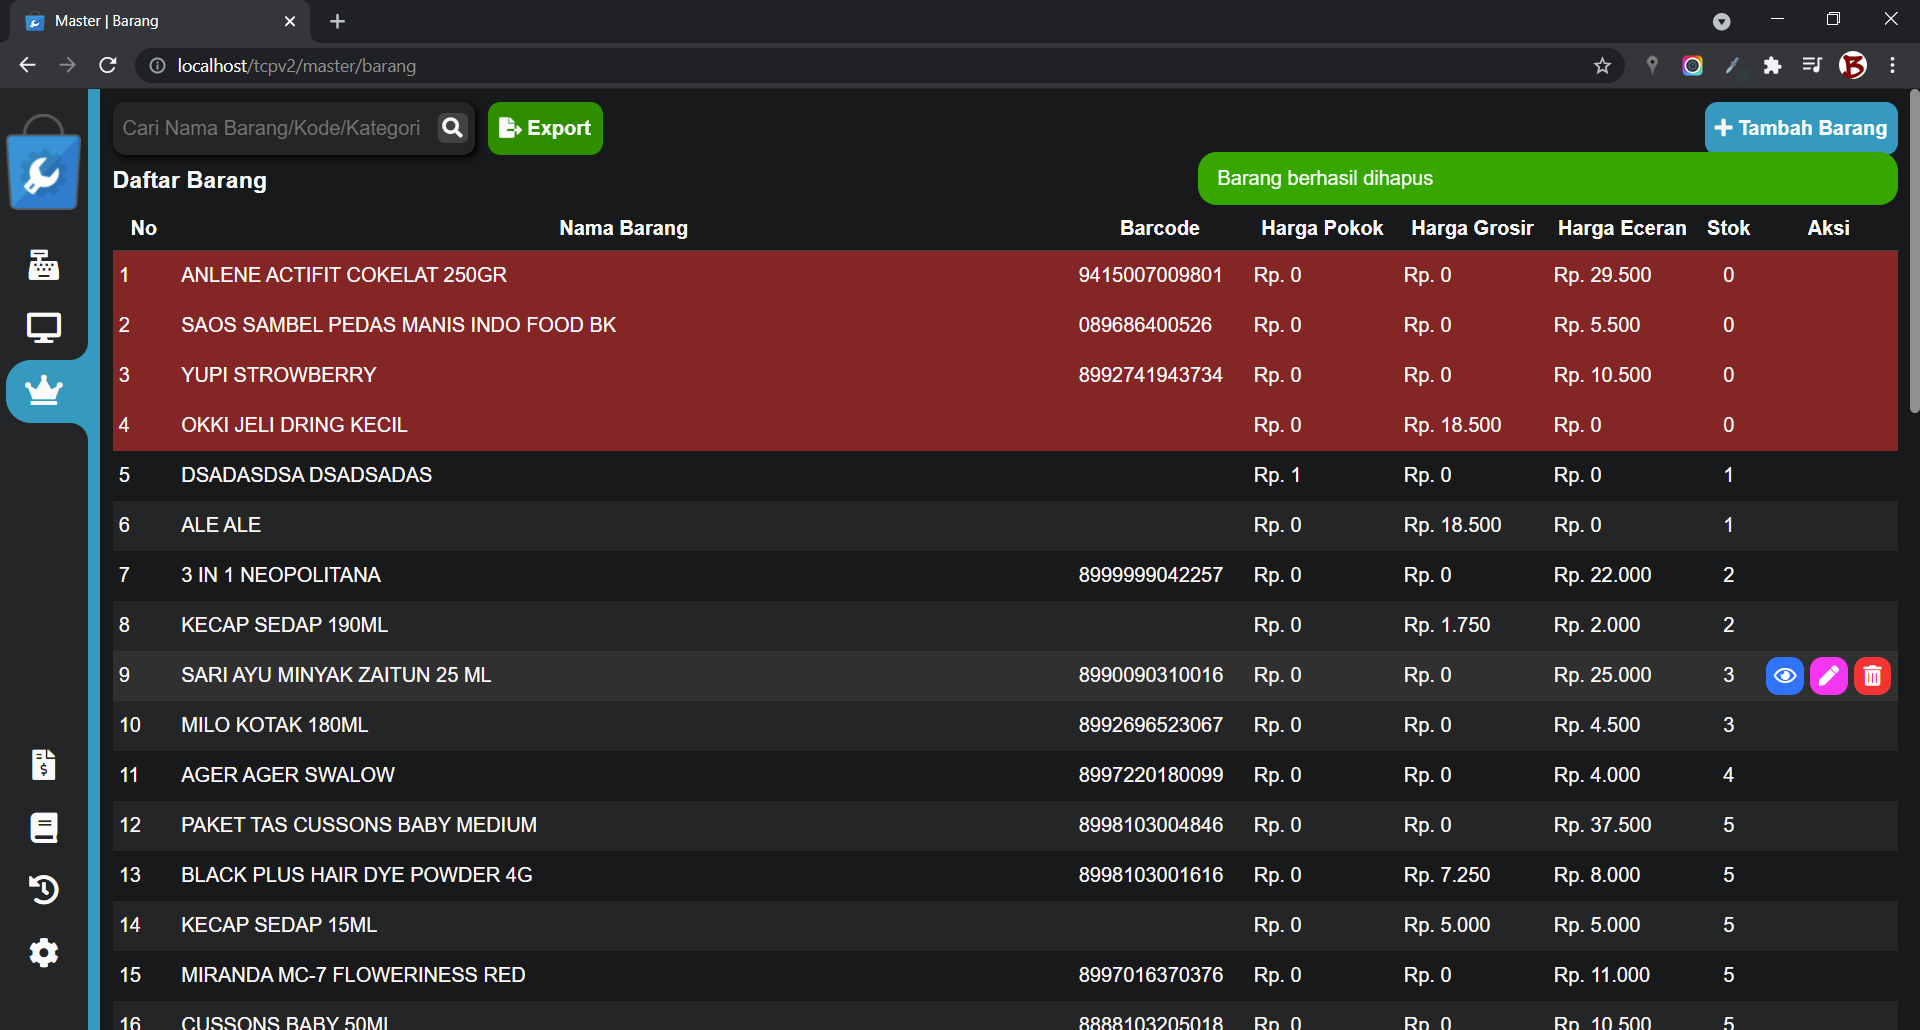 Master | Barang
localhost/tcpv2/master/barang
Cari Nama Barang/Kode/Kategori
Export
Tambah Barang
Daftar Barang
Barang berhasil dihapus
No Nama Barang Barcode Harga Pokok Harga Grosir Harga Eceran Stok Aksi
1 ANLENE ACTIFIT COKELAT 250GR 9415007009801 Rp. 0 Rp. 0 Rp. 29.500 0
2 SAOS SAMBEL PEDAS MANIS INDO FOOD BK 089686400526 Rp. 0 Rp. 0 Rp. 5.500 0
3 YUPI STROWBERRY 8992741943734 Rp. 0 Rp. 0 Rp. 10.500 0
4 OKKI JELI DRING KECIL Rp. 0 Rp. 18.500 Rp. 0 0
5 DSADASDSA DSADSADAS Rp. 1 Rp. 0 Rp. 0 1
6 ALE ALE Rp. 0 Rp. 18.500 Rp. 0 1
7 3 IN 1 NEOPOLITANA 8999999042257 Rp. 0 Rp. 0 Rp. 22.000 2
8 KECAP SEDAP 190ML Rp. 0 Rp. 1.750 Rp. 2.000 2
9 SARI AYU MINYAK ZAITUN 25 ML 8990090310016 Rp. 0 Rp. 0 Rp. 25.000 3
10 MILO KOTAK 180ML 8992696523067 Rp. 0 Rp. 0 Rp. 4.500 3
11 AGER AGER SWALOW 8997220180099 Rp. 0 Rp. 0 Rp. 4.000 4
12 PAKET TAS CUSSONS BABY MEDIUM 8998103004846 Rp. 0 Rp. 0 Rp. 37.500 5
13 BLACK PLUS HAIR DYE POWDER 4G 8998103001616 Rp. 0 Rp. 7.250 Rp. 8.000 5
14 KECAP SEDAP 15ML Rp. 0 Rp. 5.000 Rp. 5.000 5
15 MIRANDA MC-7 FLOWERINESS RED 8997016370376 Rp. 0 Rp. 0 Rp. 11.000 5
16 CUSSONS BABY 50ML 8888103205018 Rp. 0 Rp. 0 Rp. 10.500 5